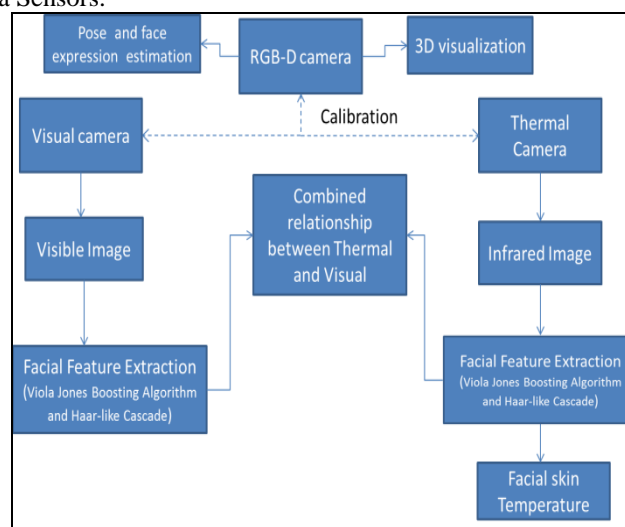 a Sensors.
Pose and face
expression estimation
RGB-D camera
3D visualization
Calibration
Visual camera
Thermal
Camera
Combined
relationship
between Thermal
and Visual
Visible Image
Infrared Image
Facial Feature Extraction
(Viola Jones Boosting Algorithm
and Haar-like Cascade)
Facial Feature Extraction
(Viola Jones Boosting Algorithm
and Haar-like Cascade)
Facial skin
Temperature